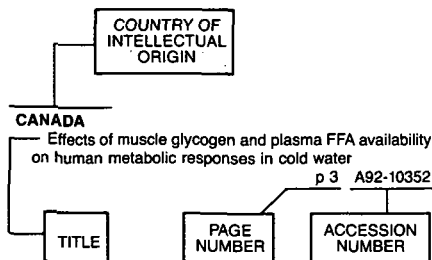 COUNTRY OF
INTELLECTUAL
ORIGIN
CANADA
Effects of muscle glycogen and plasma FFA availability
on human metabolic responses in cold water
p 3 A92-10352
TITLE
PAGE
NUMBER
ACCESSION
NUMBER